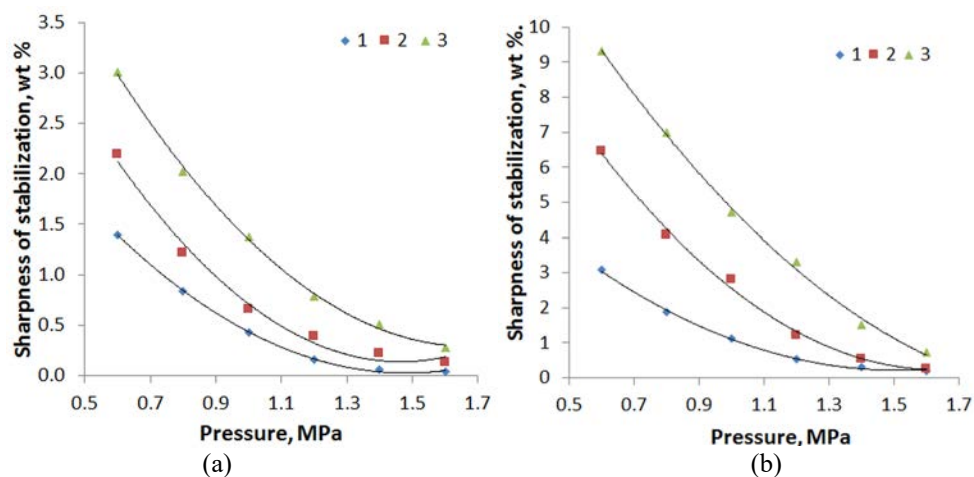 3.5
3.0
2.5
2.0
1.5
1.0
0.5
0.0
Sharpness of stabilization, wt %
1 2 3
0.5 0.7 0.9 1.1 1.3 1.5 1.7
Pressure, MPa
(a)
10
9
8
7
6
5
4
3
2
1
0
Sharpness of stabilization, wt %.
1 2 3
0.5 0.7 0.9 1.1 1.3 1.5 1.7
Pressure, MPa
(b)